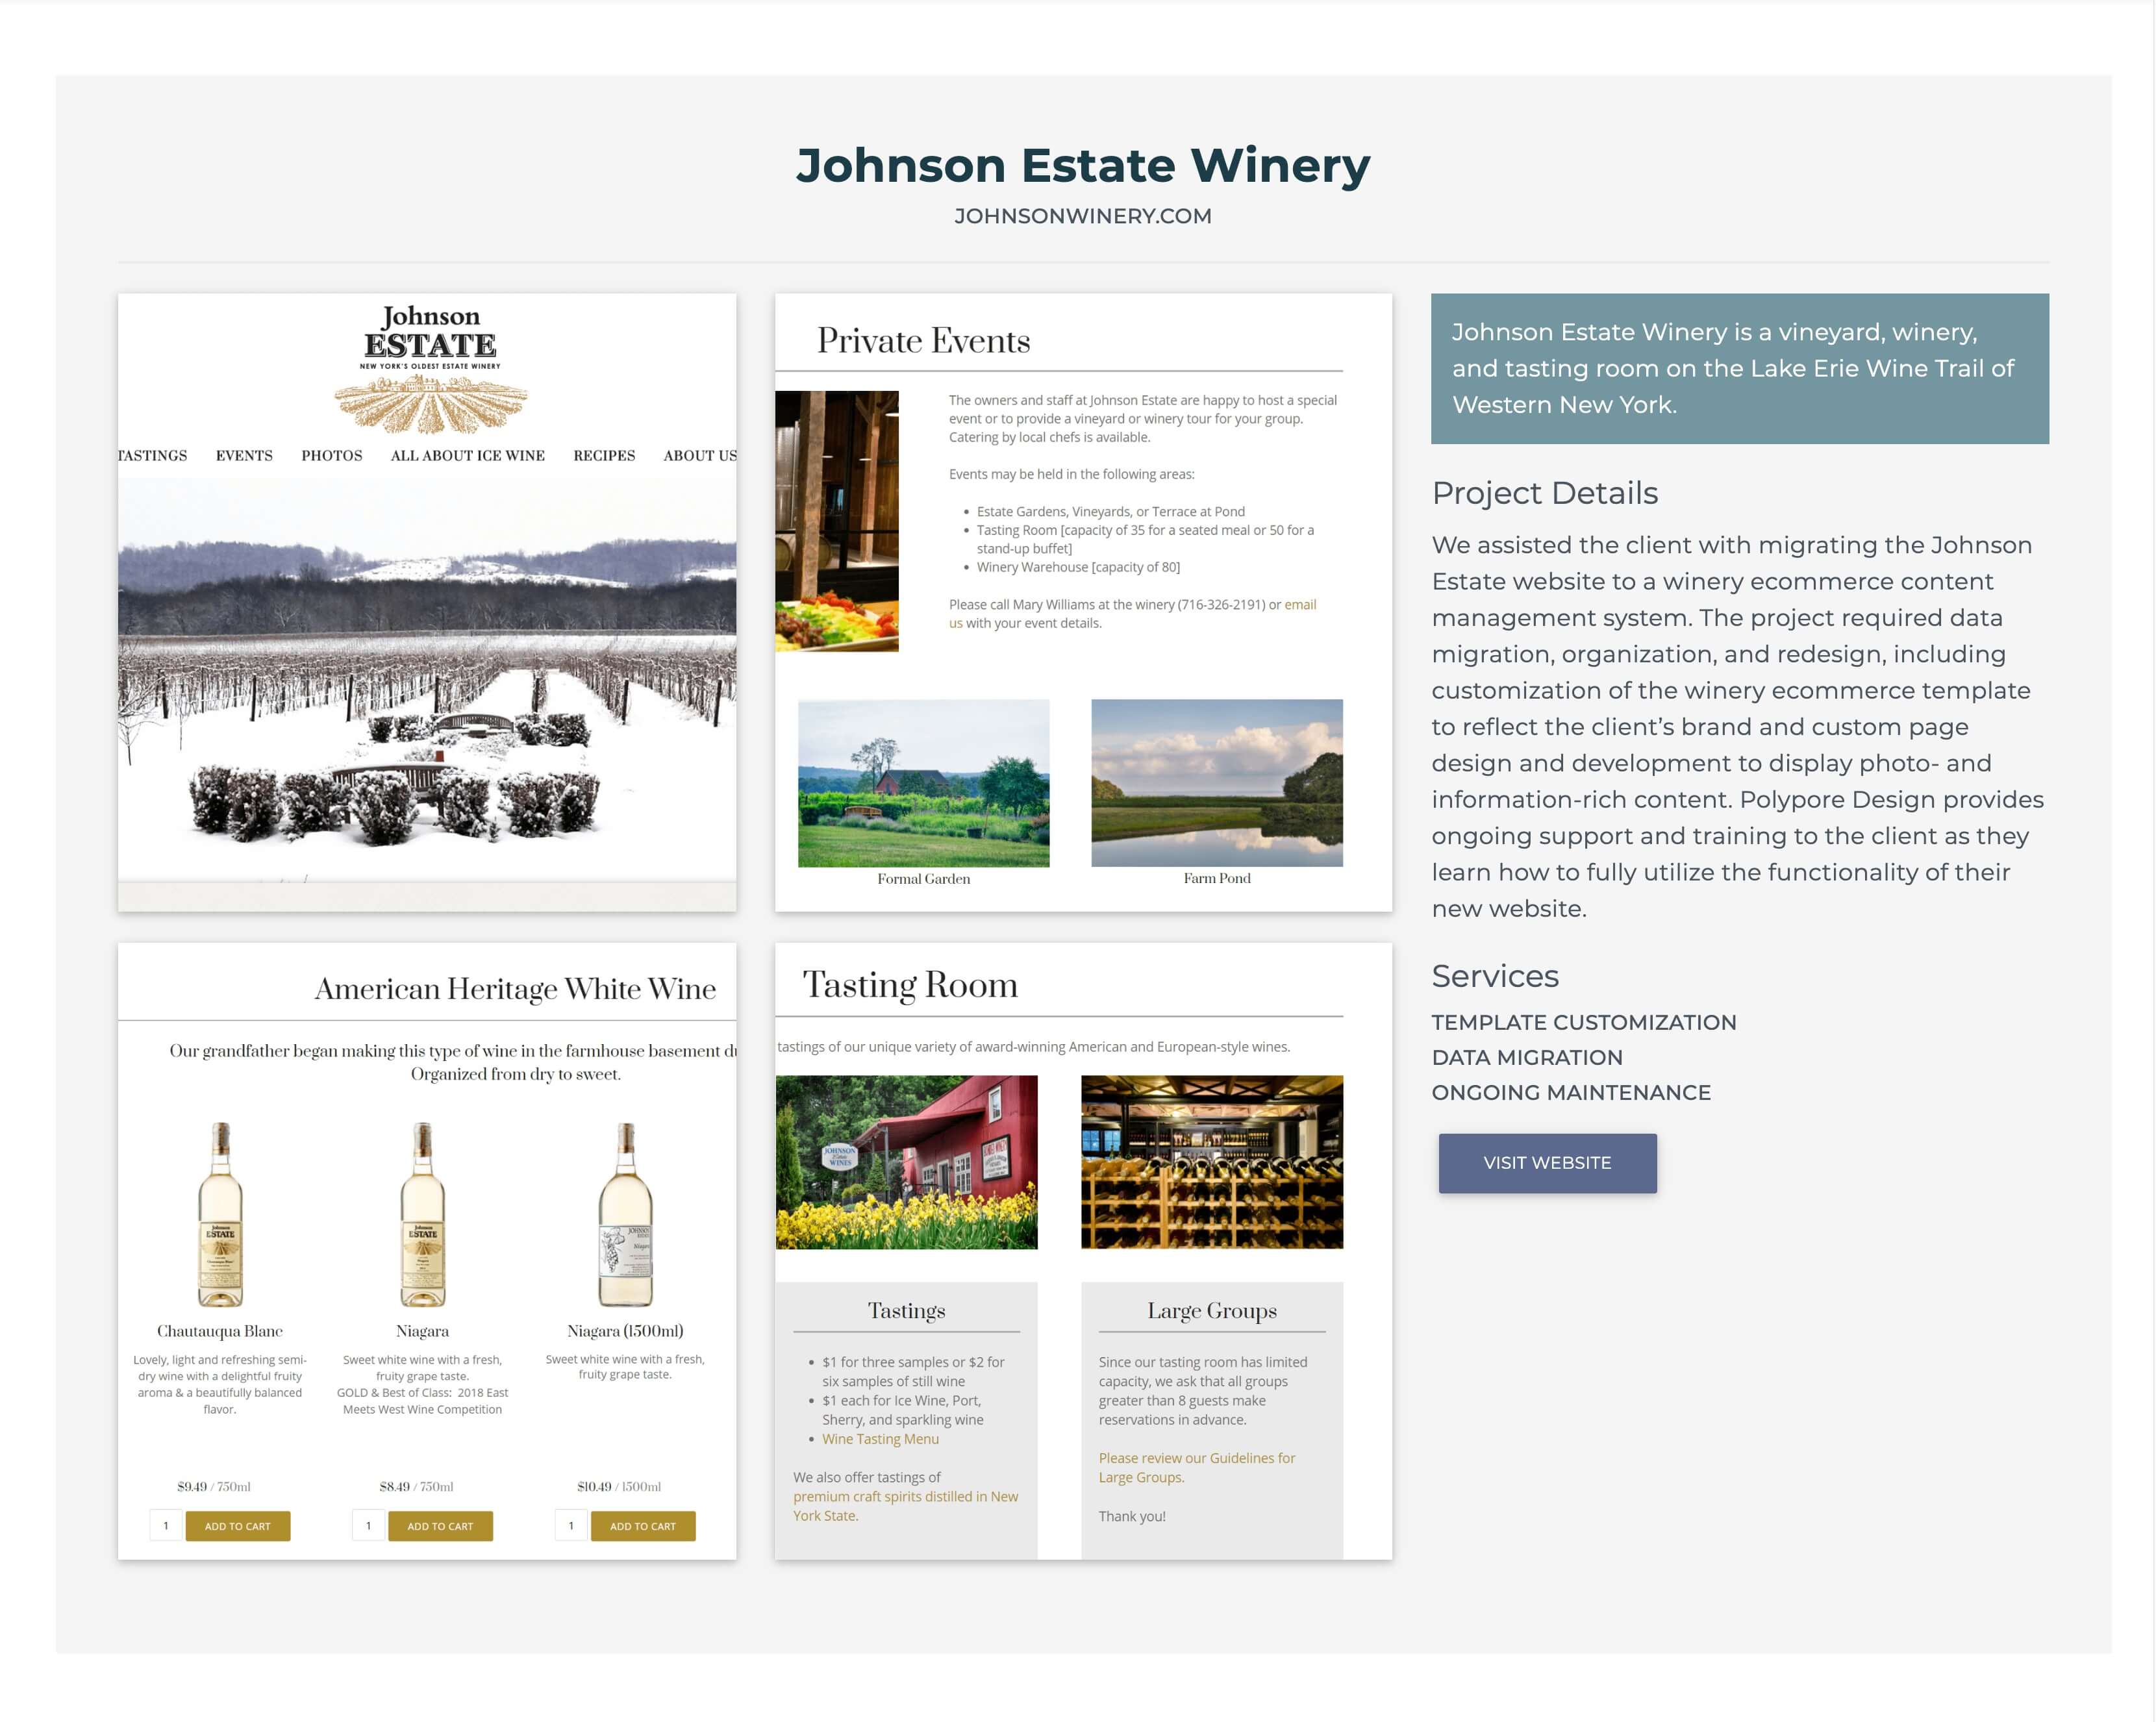 Johnson Estate Winery
JOHNSONWINERY.COM
Johnson
ESTATE
NEW YORK'S OLDEST ESTATE WINERY
TASTINGS EVENTS PHOTOS ALL ABOUT ICE WINE RECIPES ABOUT US
Private Events
The owners and staff at Johnson Estate are happy to host a special
event or to provide a vineyard or winery tour for your group.
Catering by local chefs is available.
Events may be held in the following areas:
• Estate Gardens, Vineyards, or Terrace at Pond
• Tasting Room [capacity of 35 for a seated meal or 50 for a
stand-up buffet]
• Winery Warehouse [capacity of 80]
Please call Mary Williams at the winery (716-326-2191) or email
us with your event details.
Formal Garden
Farm Pond
American Heritage White Wine
Our grandfather began making this type of wine in the farmhouse basement
Organized from dry to sweet.
Johnson
ESTATE
Johnson
ESTATE
JOHNSON
Niagara
Chautauqua Blanc
Lovely, light and refreshing semi-
dry wine with a delightful fruity
aroma & a beautifully balanced
flavor.
$9.49 / 750ml
1 ADD TO CART
Niagara
Sweet white wine with a fresh,
fruity grape taste.
GOLD & Best of Class: 2018 East
Meets West Wine Competition
$8.49 / 750ml
1 ADD TO CART
Niagara (1500ml)
Sweet white wine with a fresh,
fruity grape taste.
$10.49 / 1500ml
1 ADD TO CART
Tasting Room
tastings of our unique variety of award-winning American and European-style wines.
JOHNSON
Estate
WINES
Tastings
• $1 for three samples or $2 for
six samples of still wine
• $1 each for Ice Wine, Port,
Sherry, and sparkling wine
• Wine Tasting Menu
We also offer tastings of
premium craft spirits distilled in New
York State.
Large Groups
Since our tasting room has limited
capacity, we ask that all groups
greater than 8 guests make
reservations in advance.
Please review our Guidelines for
Large Groups.
Thank you!
Johnson Estate Winery is a vineyard, winery,
and tasting room on the Lake Erie Wine Trail of
Western New York.
Project Details
We assisted the client with migrating the Johnson
Estate website to a winery ecommerce content
management system. The project required data
migration, organization, and redesign, including
customization of the winery ecommerce template
to reflect the client’s brand and custom page
design and development to display photo- and
information-rich content. Polypore Design provides
ongoing support and training to the client as they
learn how to fully utilize the functionality of their
new website.
Services
TEMPLATE CUSTOMIZATION
DATA MIGRATION
ONGOING MAINTENANCE
VISIT WEBSITE